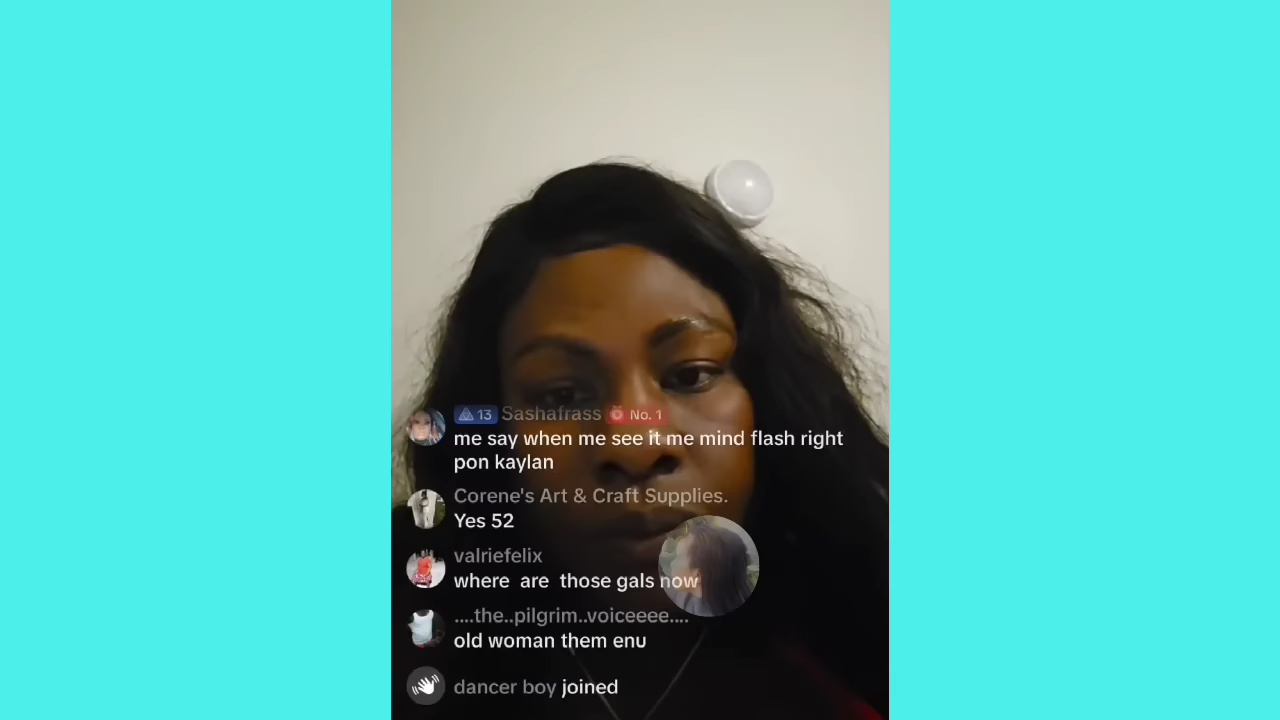 13 Sashafrass No. 1
me say when me see it me mind flash right
pon kaylan
Corene's Art & Craft Supplies.
Yes 52
valriefelix
where are those gals now
....the..pilgrim..voiceeee....
old woman them enu
dancer boy joined